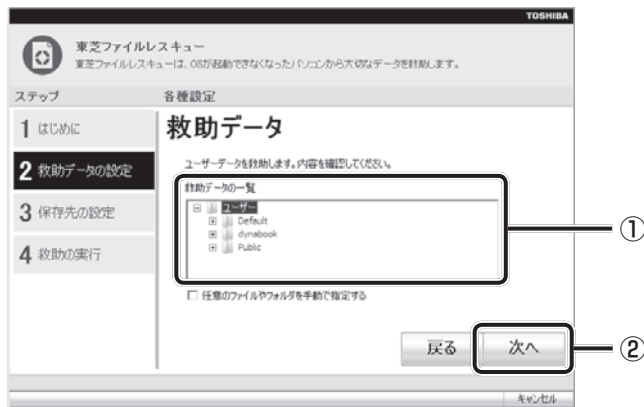 TOSHIBA
東芝ファイルレスキュー
東芝ファイルレスキューは、OSが起動できなくなったパソコンから大切なデータを救助します。
ステップ
各種設定
1 はじめに
2 救助データの設定
3 保存先の設定
4 救助の実行
救助データ
ユーザーデータを救助します。内容を確認してください。
救助データの一覧
ユーザー
Default
dynabook
Public
①
□ 任意のファイルやフォルダを手動で指定する
戻る
次へ
②
キャンセル